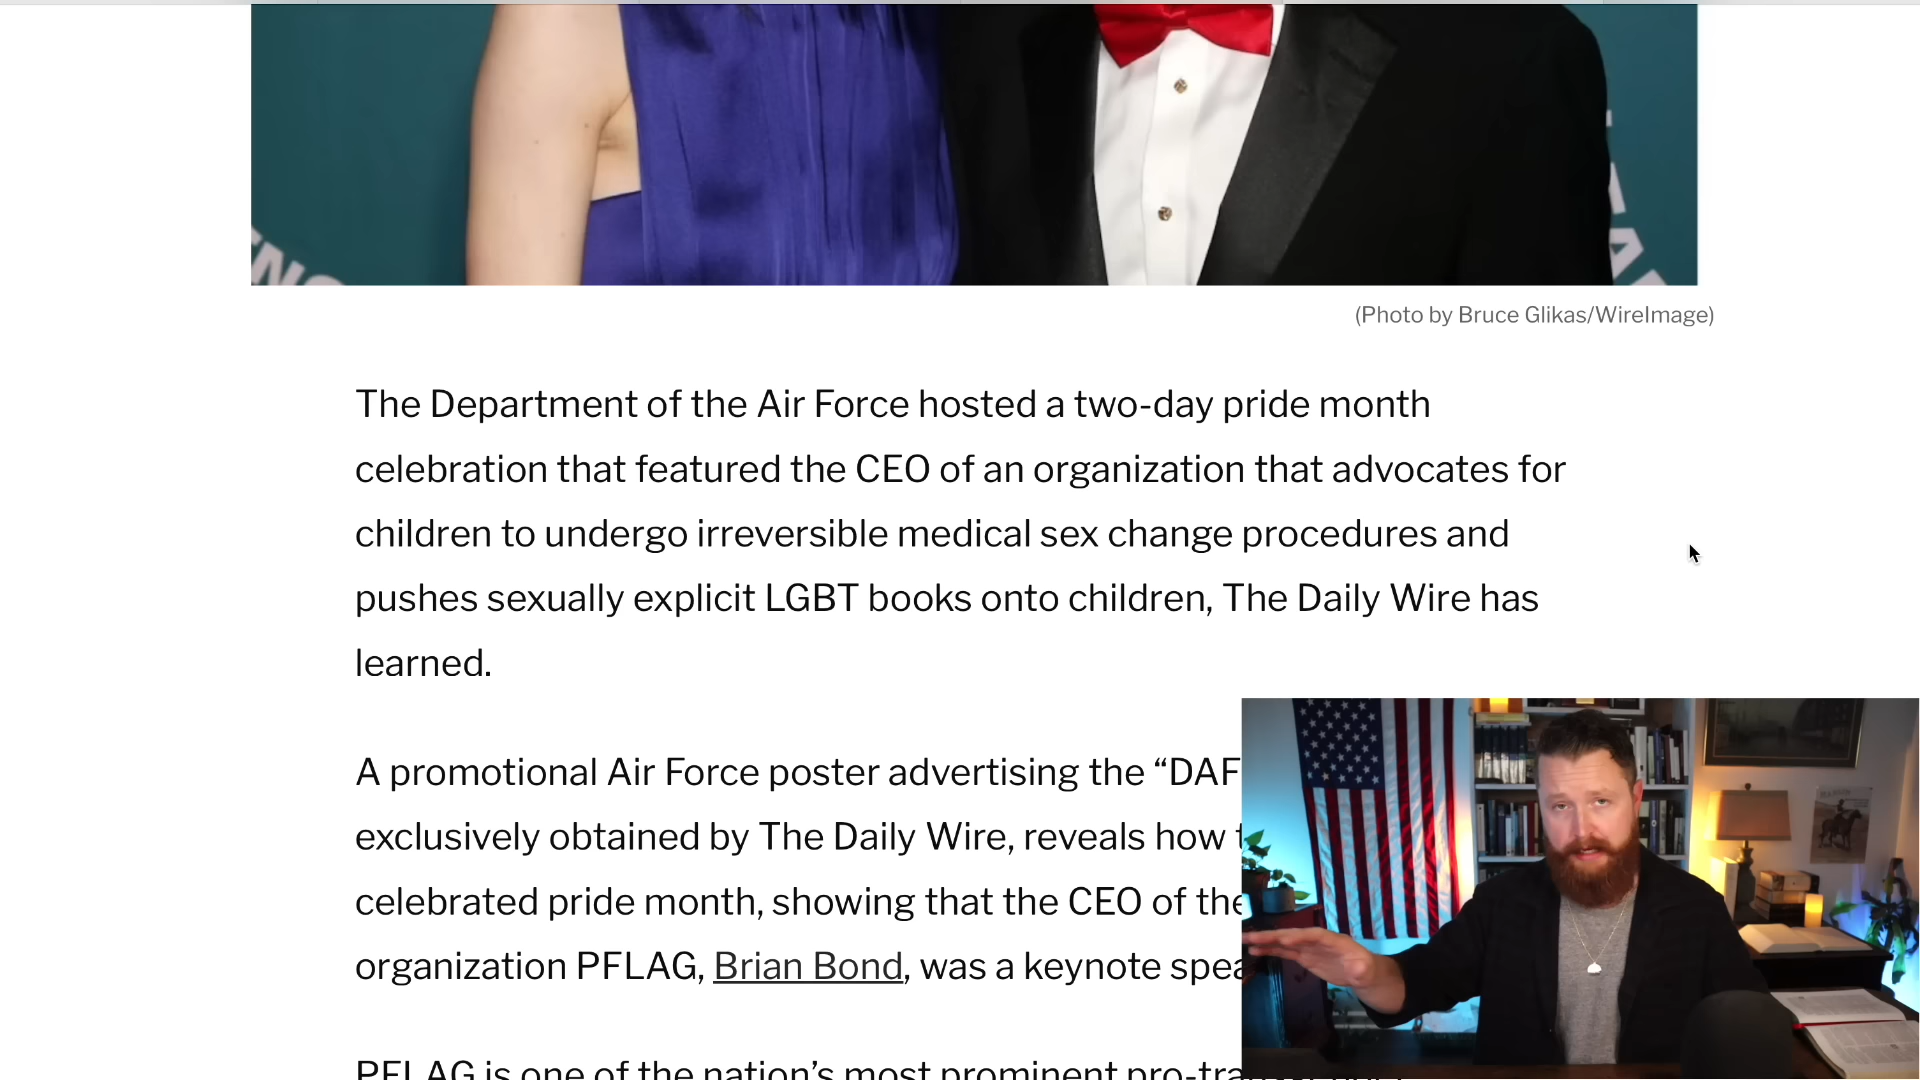 (Photo by Bruce Glikas/WireImage)
The Department of the Air Force hosted a two-day pride month
celebration that featured the CEO of an organization that advocates for
children to undergo irreversible medical sex change procedures and
pushes sexually explicit LGBT books onto children, The Daily Wire has
learned.
A promotional Air Force poster advertising the “DAF
exclusively obtained by The Daily Wire, reveals how
celebrated pride month, showing that the CEO of the
organization PFLAG, Brian Bond, was a keynote
PFLAG is one of the nation’s most prominent